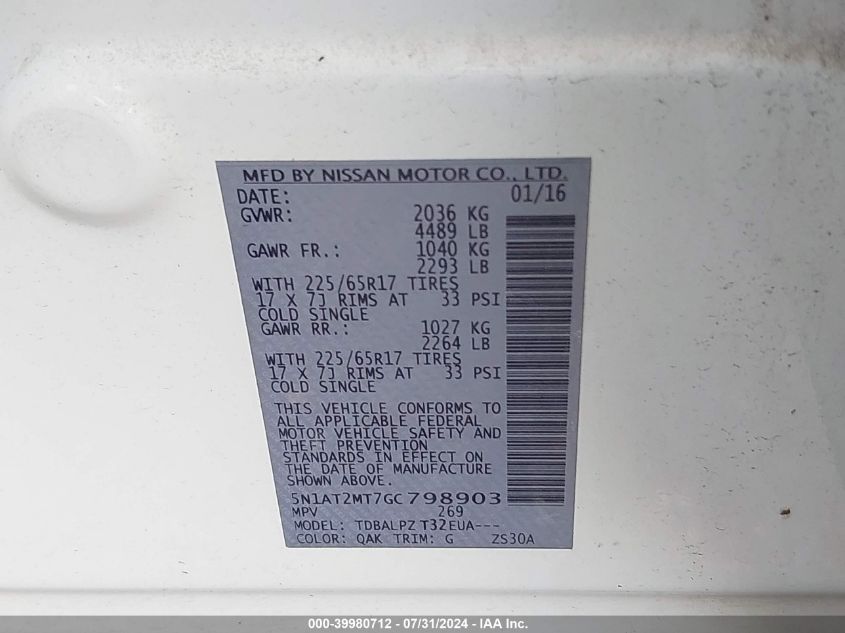 MFD BY NISSAN MOTOR CO., LTD.
DATE: 01/16
GVWR: 2036 KG
4489 LB
GAWR FR.: 1040 KG
2293 LB
WITH 225/65R17 TIRES
17 X 7J RIMS AT 33 PSI
COLD SINGLE
GAWR RR.: 1027 KG
2264 LB
WITH 225/65R17 TIRES
17 X 7J RIMS AT 33 PSI
COLD SINGLE
THIS VEHICLE CONFORMS TO
ALL APPLICABLE FEDERAL
MOTOR VEHICLE SAFETY AND
THEFT PREVENTION
STANDARDS IN EFFECT ON
THE DATE OF MANUFACTURE
SHOWN ABOVE.
5N1AT2MT7GC798903
MPV 269
MODEL: TDBALPZ T32EUA---
COLOR: QAK TRIM: G ZS30A
000-39980712 - 07/31/2024 - IAA Inc.